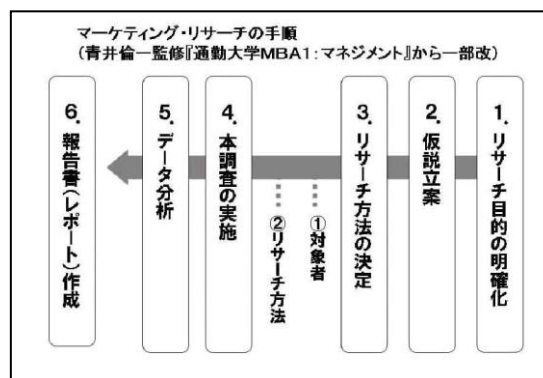 マーケティング・リサーチの手順
(青井倫一監修『通勤大学MBA1:マネジメント』から一部改)
1.リサーチ目的の明確化
2.仮説立案
3.リサーチ方法の決定
①対象者
②リサーチ方法
4.本調査の実施
5.データ分析
6.報告書(レポート)作成